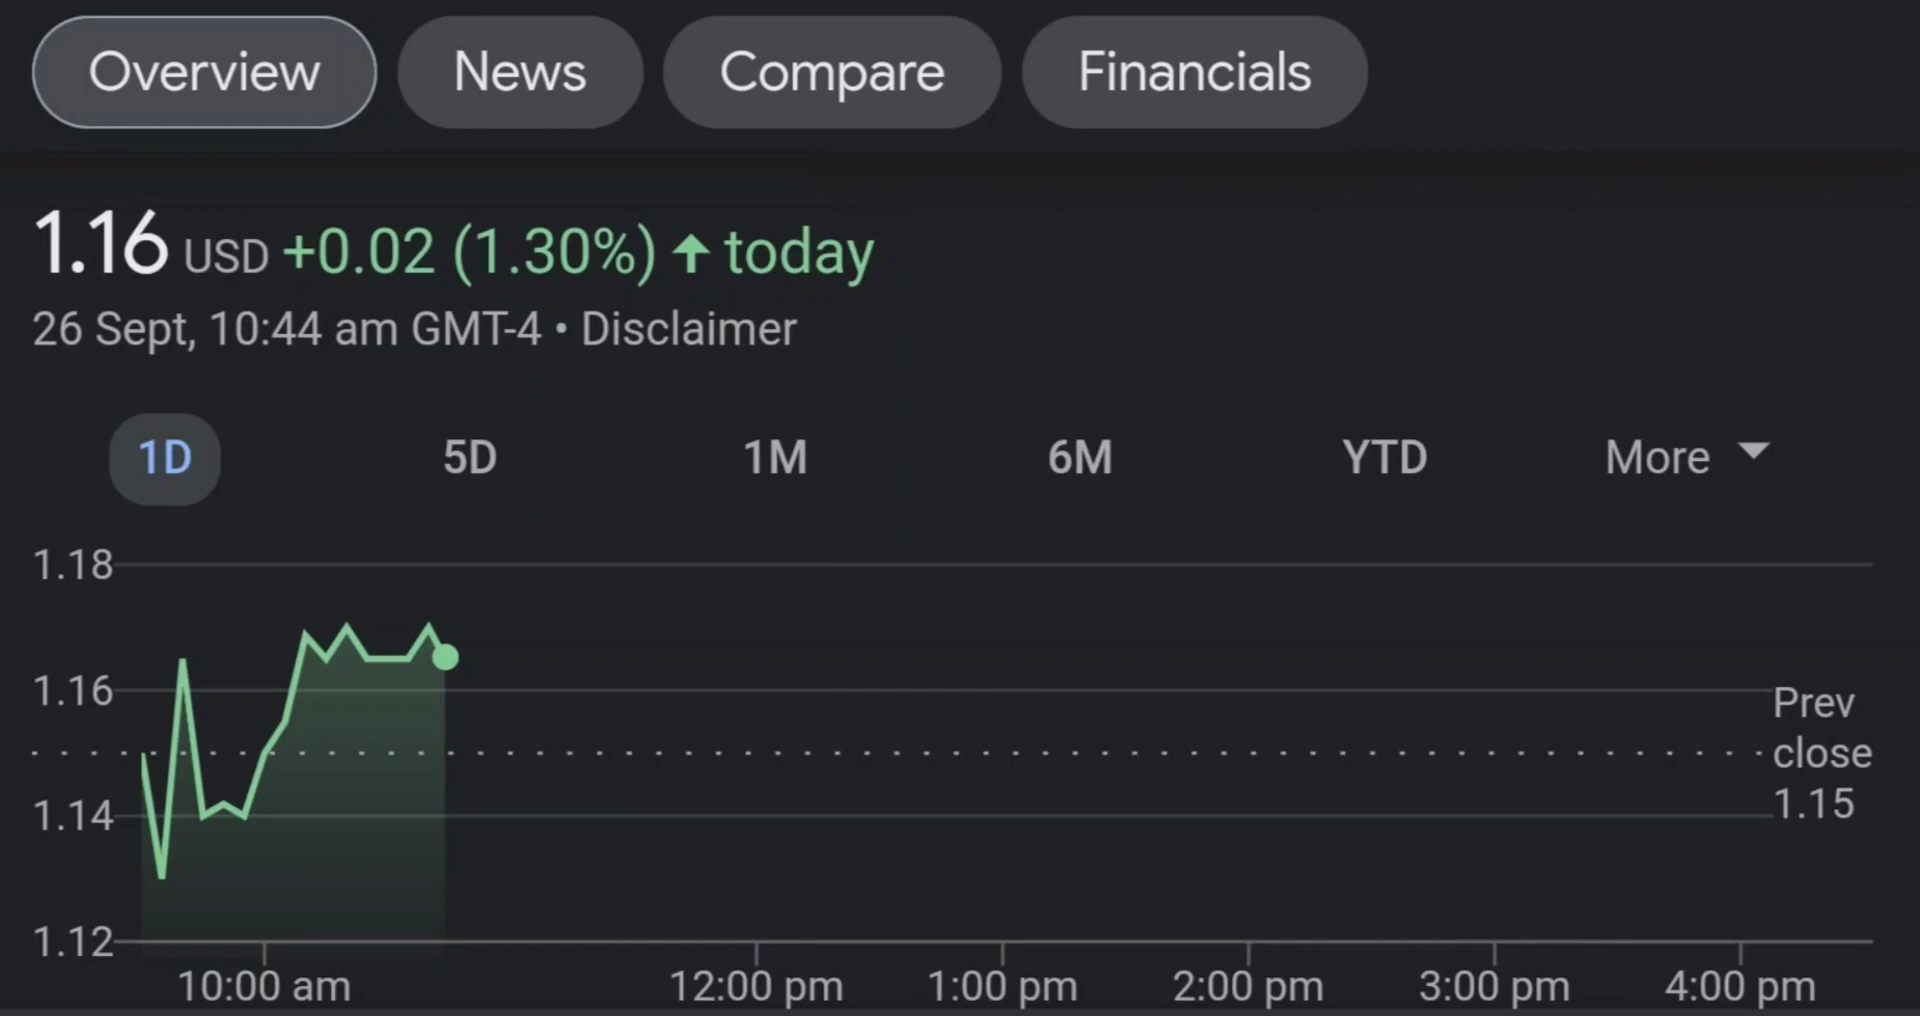 Overview News Compare Financials
1.16 USD +0.02 (1.30%) ↑ today
26 Sept, 10:44 am GMT-4 • Disclaimer
1D 5D 1M 6M YTD More
1.18
1.16
1.14
1.12
Prev
close
1.15
10:00 am 12:00 pm 1:00 pm 2:00 pm 3:00 pm 4:00 pm